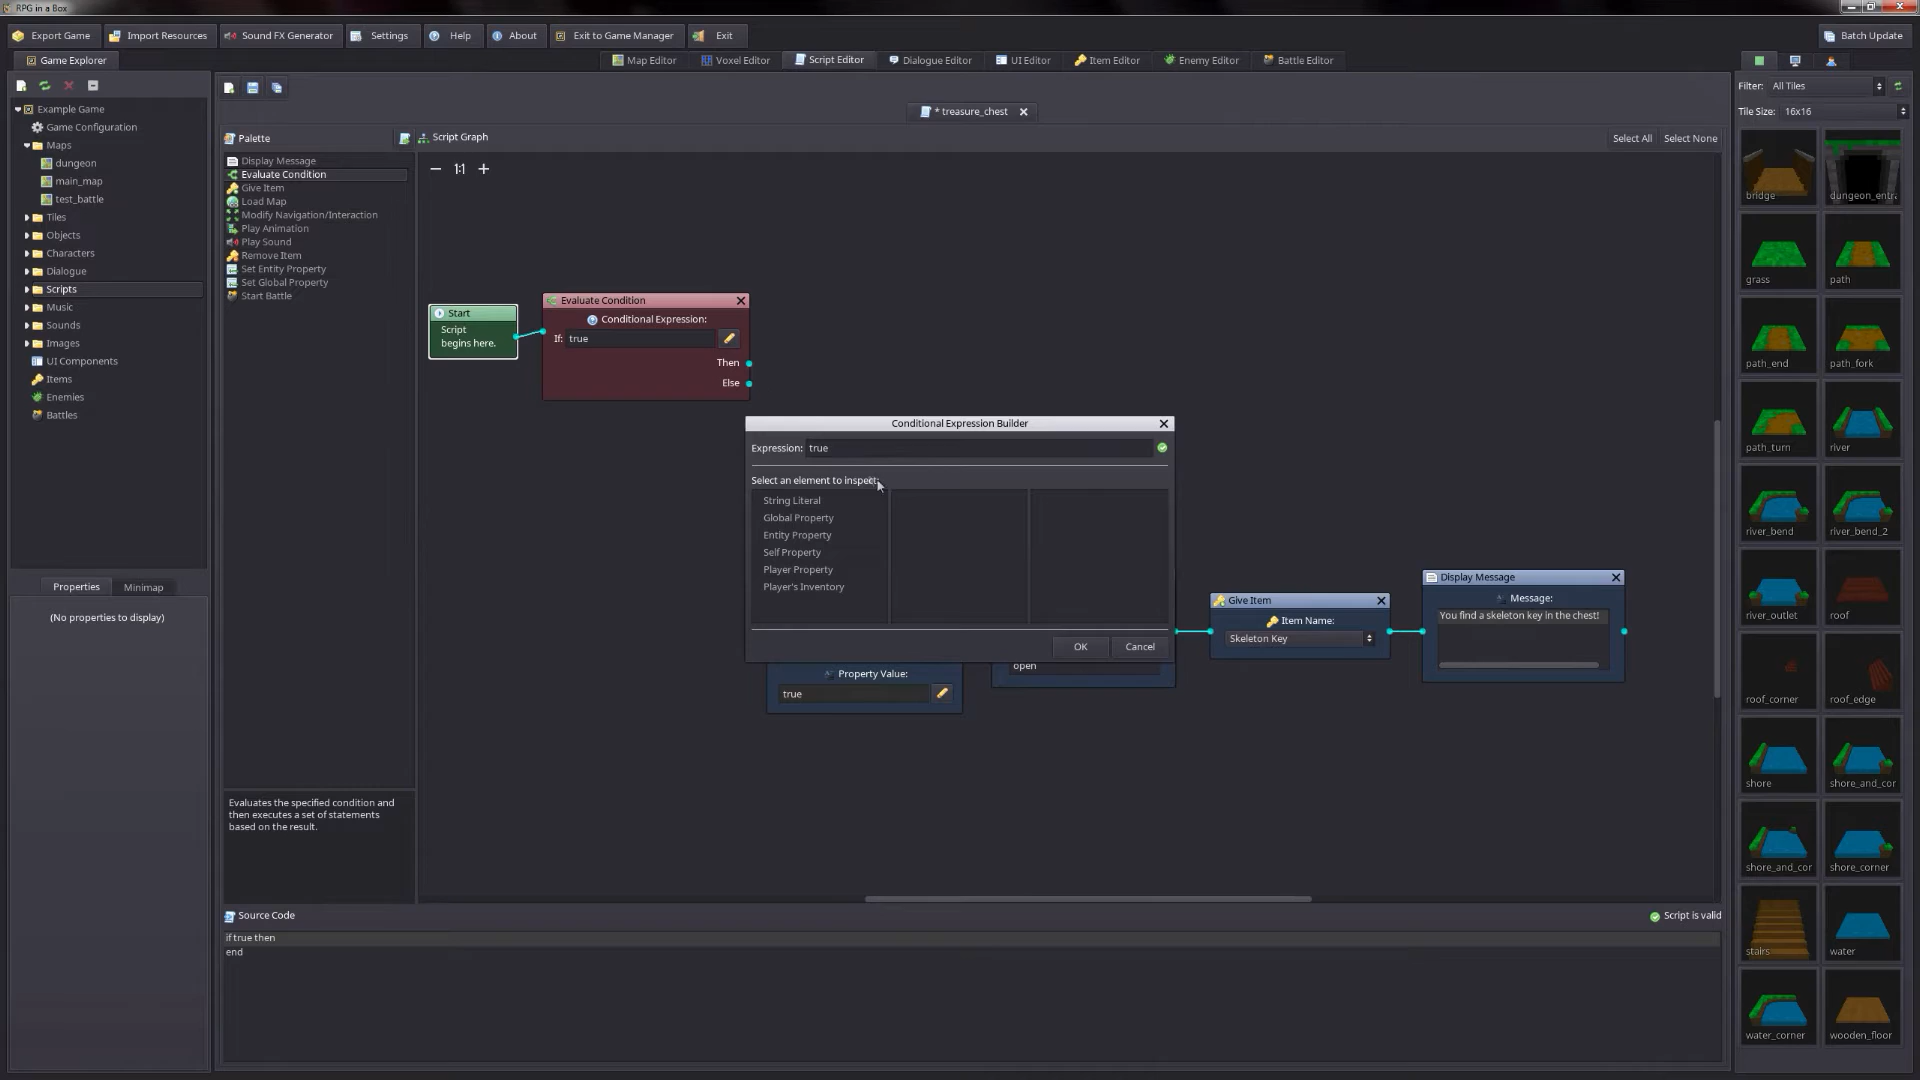 RPG in a Box
Export Game
Import Resources
Sound FX Generator
Settings
Help
About
Exit to Game Manager
Exit
Batch Update
Game Explorer
Map Editor
Voxel Editor
Script Editor
Dialogue Editor
UI Editor
Item Editor
Enemy Editor
Battle Editor
Example Game
Game Configuration
Maps
dungeon
main_map
test_battle
Tiles
Objects
Characters
Dialogue
Scripts
Music
Sounds
Images
UI Components
Items
Enemies
Battles
Properties
Minimap
(No properties to display)
* treasure_chest
Palette
Display Message
Evaluate Condition
Give Item
Load Map
Modify Navigation/Interaction
Play Animation
Play Sound
Remove Item
Set Entity Property
Set Global Property
Start Battle
Evaluates the specified condition and
then executes a set of statements
based on the result.
Script Graph
Select All
Select None
1:1
Start
Script
begins here.
Evaluate Condition
Conditional Expression:
If: true
Then
Else
Conditional Expression Builder
Expression: true
Select an element to inspect:
String Literal
Global Property
Entity Property
Self Property
Player Property
Player's Inventory
OK
Cancel
Property Value:
true
open
Give Item
Item Name:
Skeleton Key
Display Message
Message:
You find a skeleton key in the chest!
Source Code
Script is valid
if true then
end
Filter: All Tiles
Tile Size: 16x16
bridge
dungeon_entra
grass
path
path_end
path_fork
path_turn
river
river_bend
river_bend_2
river_outlet
roof
roof_corner
roof_edge
shore
shore_and_cor
shore_and_cor
shore_corner
stairs
water
water_corner
wooden_floor